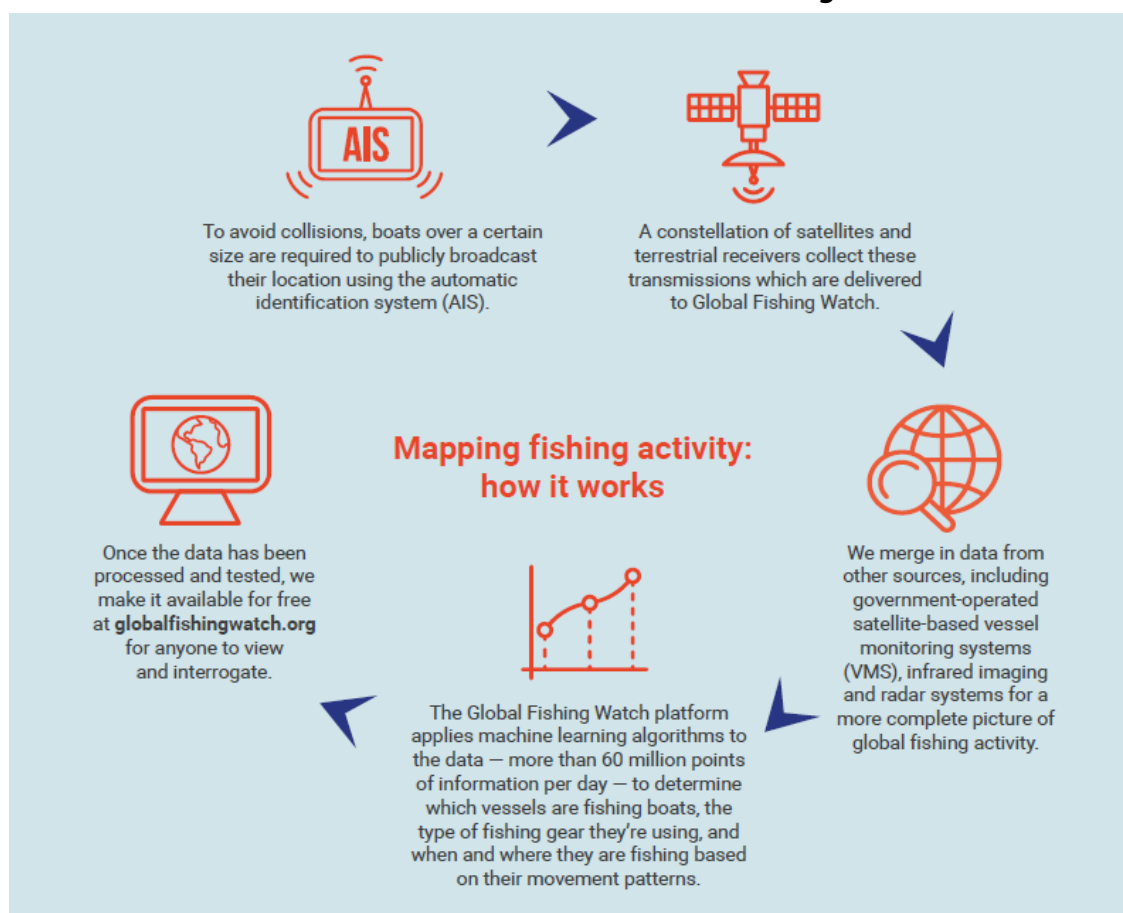 AIS
To avoid collisions, boats over a certain
size are required to publicly broadcast
their location using the automatic
identification system (AIS).
A constellation of satellites and
terrestrial receivers collect these
transmissions which are delivered
to Global Fishing Watch.
Mapping fishing activity:
how it works
We merge in data from
other sources, including
government-operated
satellite-based vessel
monitoring systems
(VMS), infrared imaging
and radar systems for a
more complete picture of
global fishing activity.
The Global Fishing Watch platform
applies machine learning algorithms to
the data — more than 60 million points
of information per day — to determine
which vessels are fishing boats, the
type of fishing gear they're using, and
when and where they are fishing based
on their movement patterns.
Once the data has been
processed and tested, we
make it available for free
at globalfishingwatch.org
for anyone to view
and interrogate.